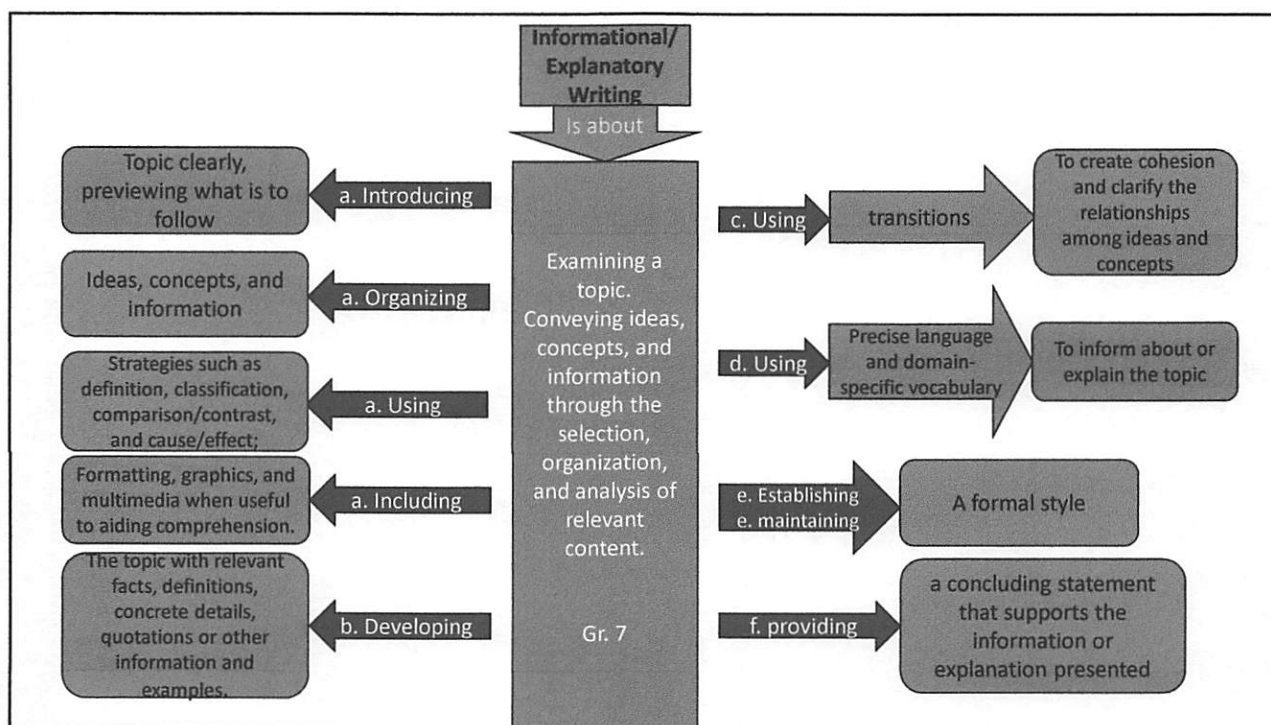 Informational/
Explanatory
Writing
Is about
Topic clearly,
previewing what is to
follow
a. Introducing
Ideas, concepts, and
information
a. Organizing
Strategies such as
definition, classification,
comparison/contrast,
and cause/effect;
a. Using
Formatting, graphics, and
multimedia when useful
to aiding comprehension.
a. Including
The topic with relevant
facts, definitions,
concrete details,
quotations or other
information and
examples.
b. Developing
Examining a
topic.
Conveying ideas,
concepts, and
information
through the
selection,
organization,
and analysis of
relevant
content.
Gr. 7
c. Using
transitions
To create cohesion
and clarify the
relationships
among ideas and
concepts
d. Using
Precise language
and domain-
specific vocabulary
To inform about or
explain the topic
e. Establishing
e. maintaining
A formal style
f. providing
a concluding statement
that supports the
information or
explanation presented